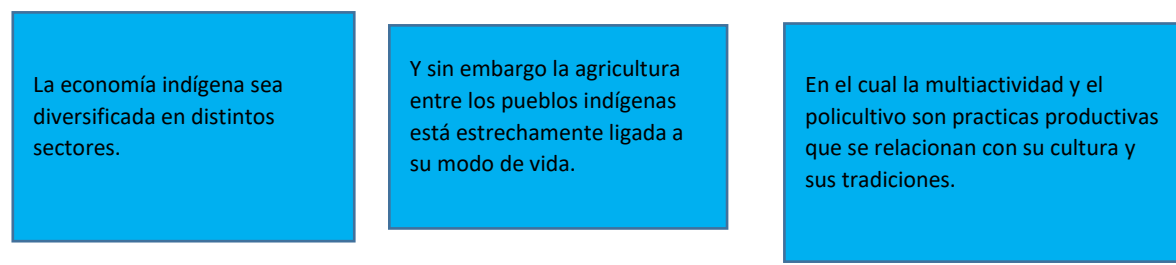 La economía indígena sea
diversificada en distintos
sectores.
Y sin embargo la agricultura
entre los pueblos indígenas
está estrechamente ligada a
su modo de vida.
En el cual la multiactividad y el
policultivo son practicas productivas
que se relacionan con su cultura y
sus tradiciones.